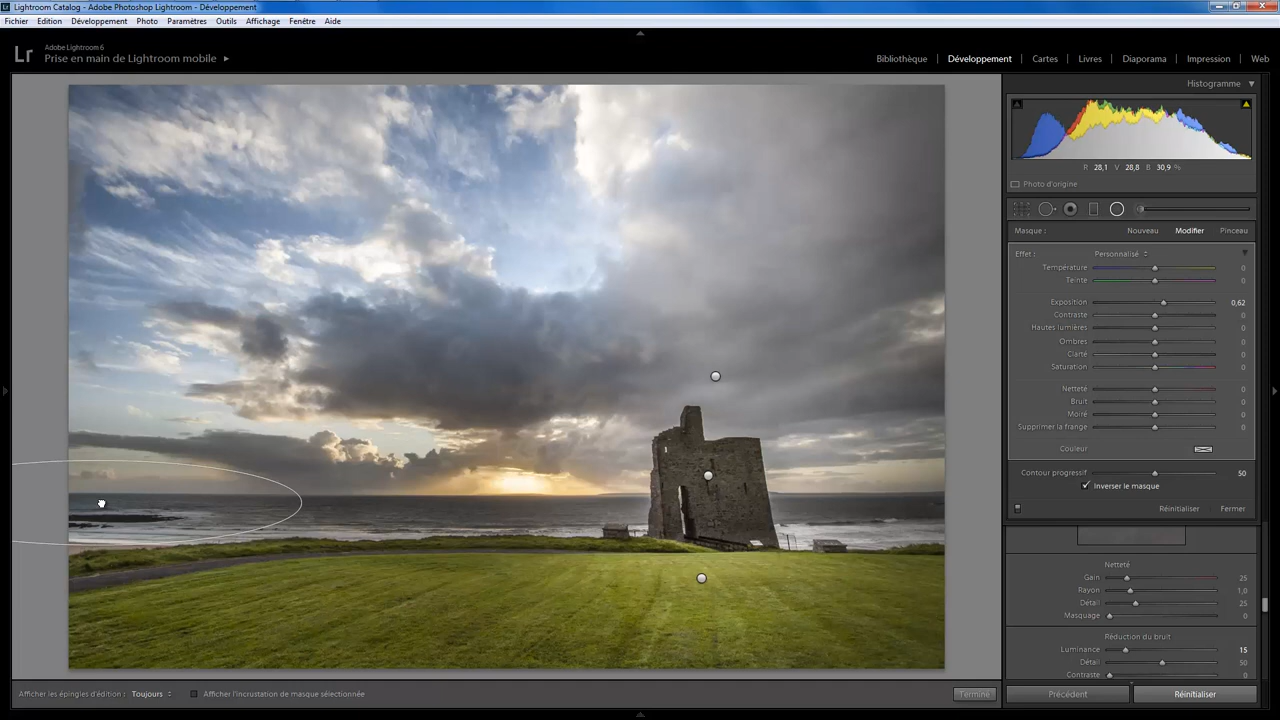 Lightroom Catalog - Adobe Photoshop Lightroom - Développement
Fichier Edition Développement Photo Paramètres Outils Affichage Fenêtre Aide
Lr
Adobe Lightroom 6
Prise en main de Lightroom mobile
Bibliothèque | Développement | Cartes | Livres | Diaporama | Impression | Web
Histogramme
R 28,1 V 28,8 B 30,9 %
Photo d'origine
Masque : Nouveau Modifier Pinceau
Effet : Personnalisé
Température 0
Teinte 0
Exposition 0,62
Contraste 0
Hautes lumières 0
Ombres 0
Clarté 0
Saturation 0
Netteté 0
Bruit 0
Moiré 0
Supprimer la frange 0
Couleur
Contour progressif 50
Inverser le masque
Réinitialiser Fermer
Netteté
Gain 25
Rayon 1,0
Détail 25
Masquage 0
Réduction du bruit
Luminance 15
Détail 50
Contraste 0
Afficher les épingles d'édition : Toujours Afficher l'incrustation de masque sélectionnée Terminé
Précédent Réinitialiser